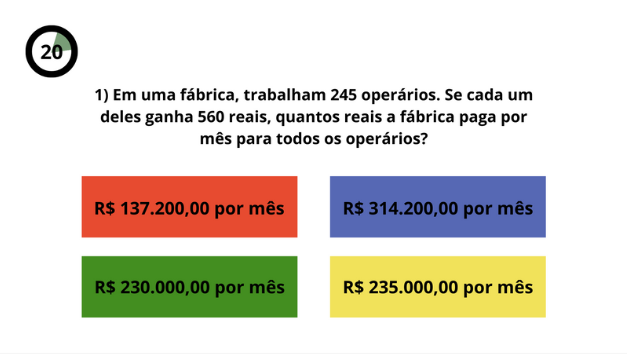 20
1) Em uma fábrica, trabalham 245 operários. Se cada um
deles ganha 560 reais, quantos reais a fábrica paga por
mês para todos os operários?
R$ 137.200,00 por mês
R$ 314.200,00 por mês
R$ 230.000,00 por mês
R$ 235.000,00 por mês